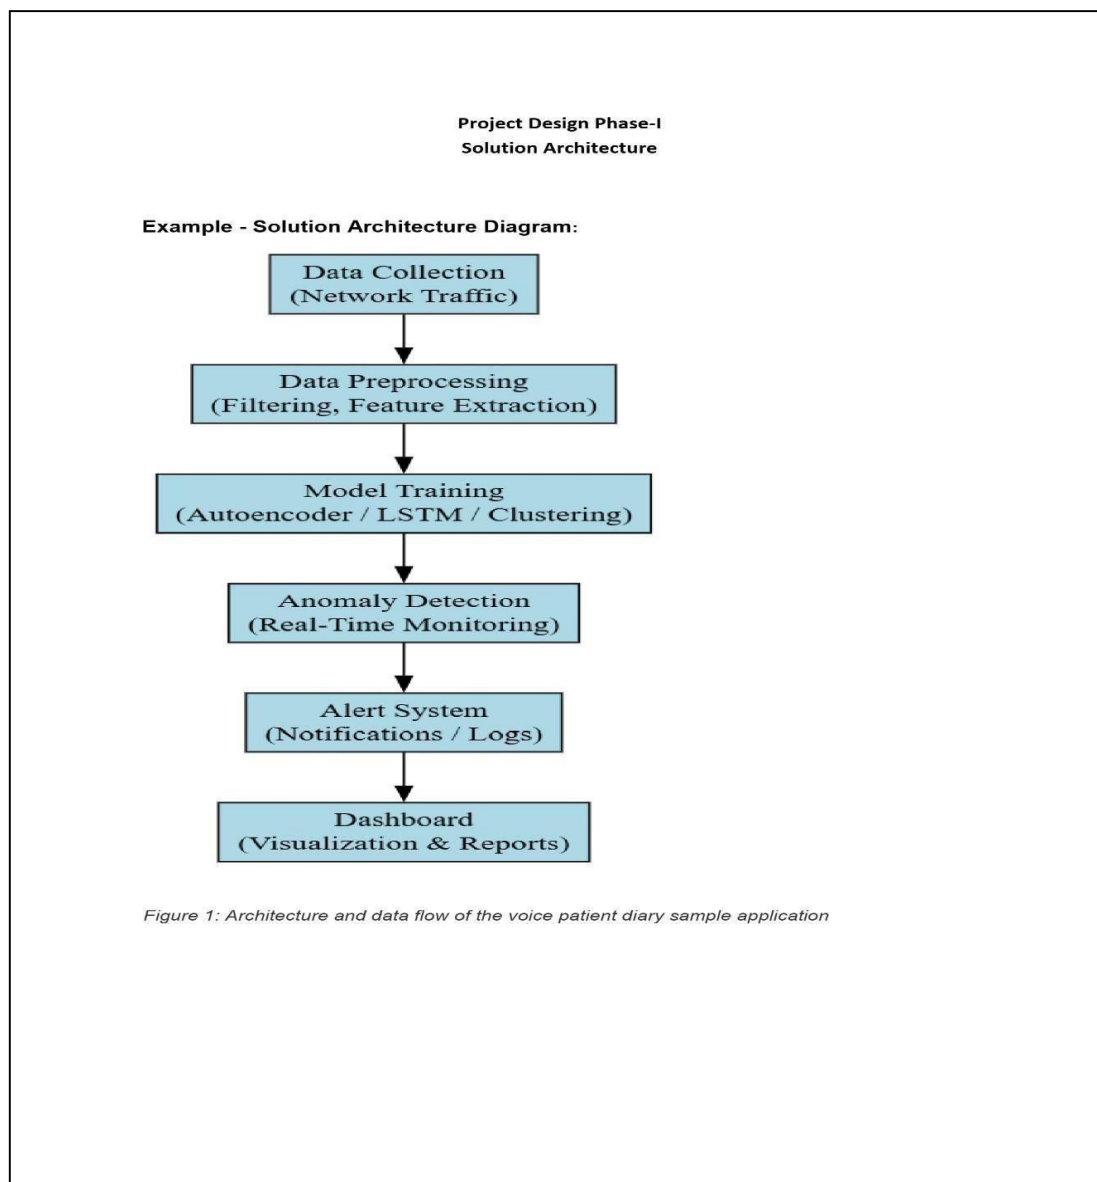 Project Design Phase-I
Solution Architecture
Example - Solution Architecture Diagram:
Data Collection
(Network Traffic)
Data Preprocessing
(Filtering, Feature Extraction)
Model Training
(Autoencoder / LSTM / Clustering)
Anomaly Detection
(Real-Time Monitoring)
Alert System
(Notifications / Logs)
Dashboard
(Visualization & Reports)
Figure 1: Architecture and data flow of the voice patient diary sample application